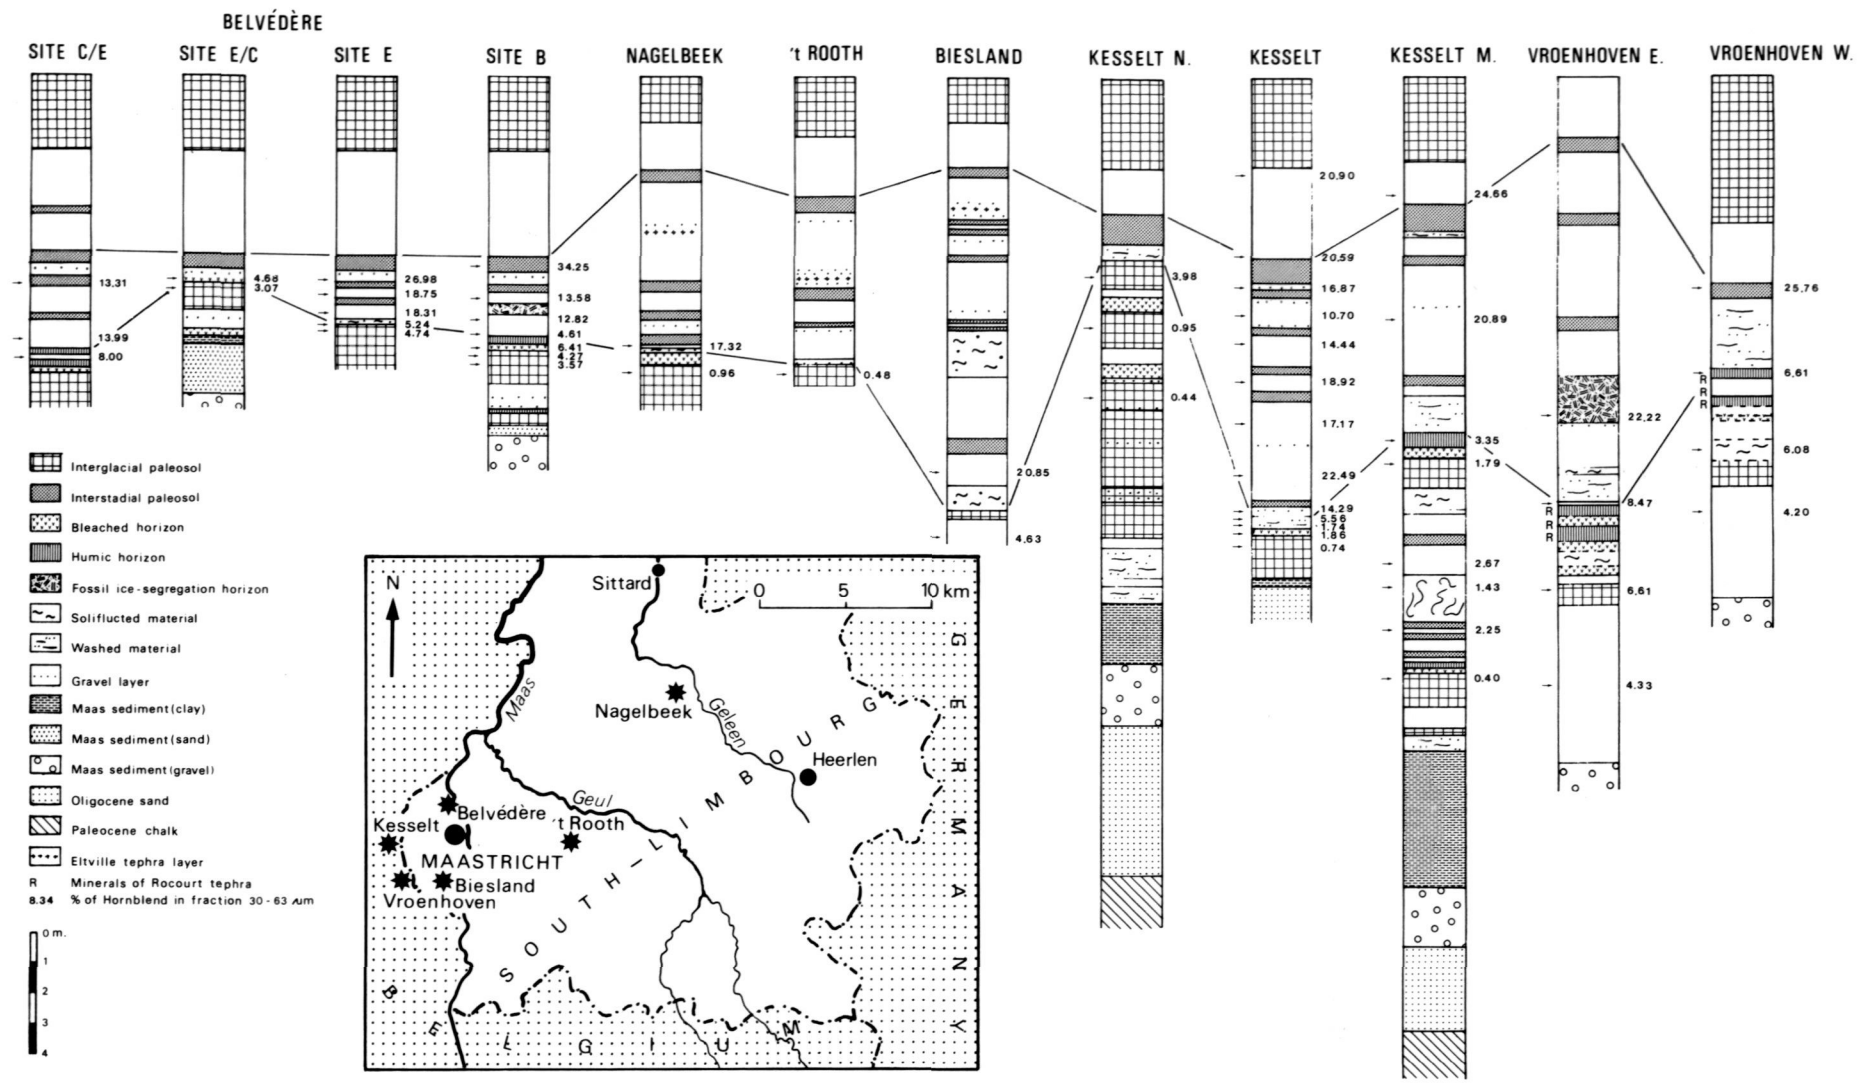 BELVÉDÈRE
SITE C/E
SITE E/C
SITE E
SITE B
NAGELBEEK
't ROOTH
BIESLAND
KESSELT N.
KESSELT
KESSELT M.
VROENHOVEN E.
VROENHOVEN W.
13,31
13,99
8.00
4.68
3.07
26.98
18.75
18.31
5.24
4.74
34.25
13.58
12.82
4.61
6.41
4.27
3.57
17.32
0.96
0.48
20.85
4.63
3.98
0.95
0.44
20.90
20.59
16.87
10.70
14.44
18.92
17.17
22.49
14.29
5.56
1.74
1.86
0.74
24.66
20.89
3.35
1.79
2.67
1.43
2.25
0.40
22,22
8.47
R
R
R
6.61
4.33
25,76
6,61
R
R
R
6.08
4.20
Interglacial paleosol
Interstadial paleosol
Bleached horizon
Humic horizon
Fossil ice-segregation horizon
Soliflucted material
Washed material
Gravel layer
Maas sediment (clay)
Maas sediment (sand)
Maas sediment (gravel)
Oligocene sand
Paleocene chalk
Eltville tephra layer
R Minerals of Rocourt tephra
8.34 % of Hornblend in fraction 30-63 µm
0 m.
1
2
3
4
N
Sittard
0 5 10 km
Maas
Nagelbeek
Geleen
Heerlen
Geul
Belvédère
Kesselt
't Rooth
MAASTRICHT
Biesland
Vroenhoven
SOUTH-LIMBOURG
GERMANY
BELGIUM